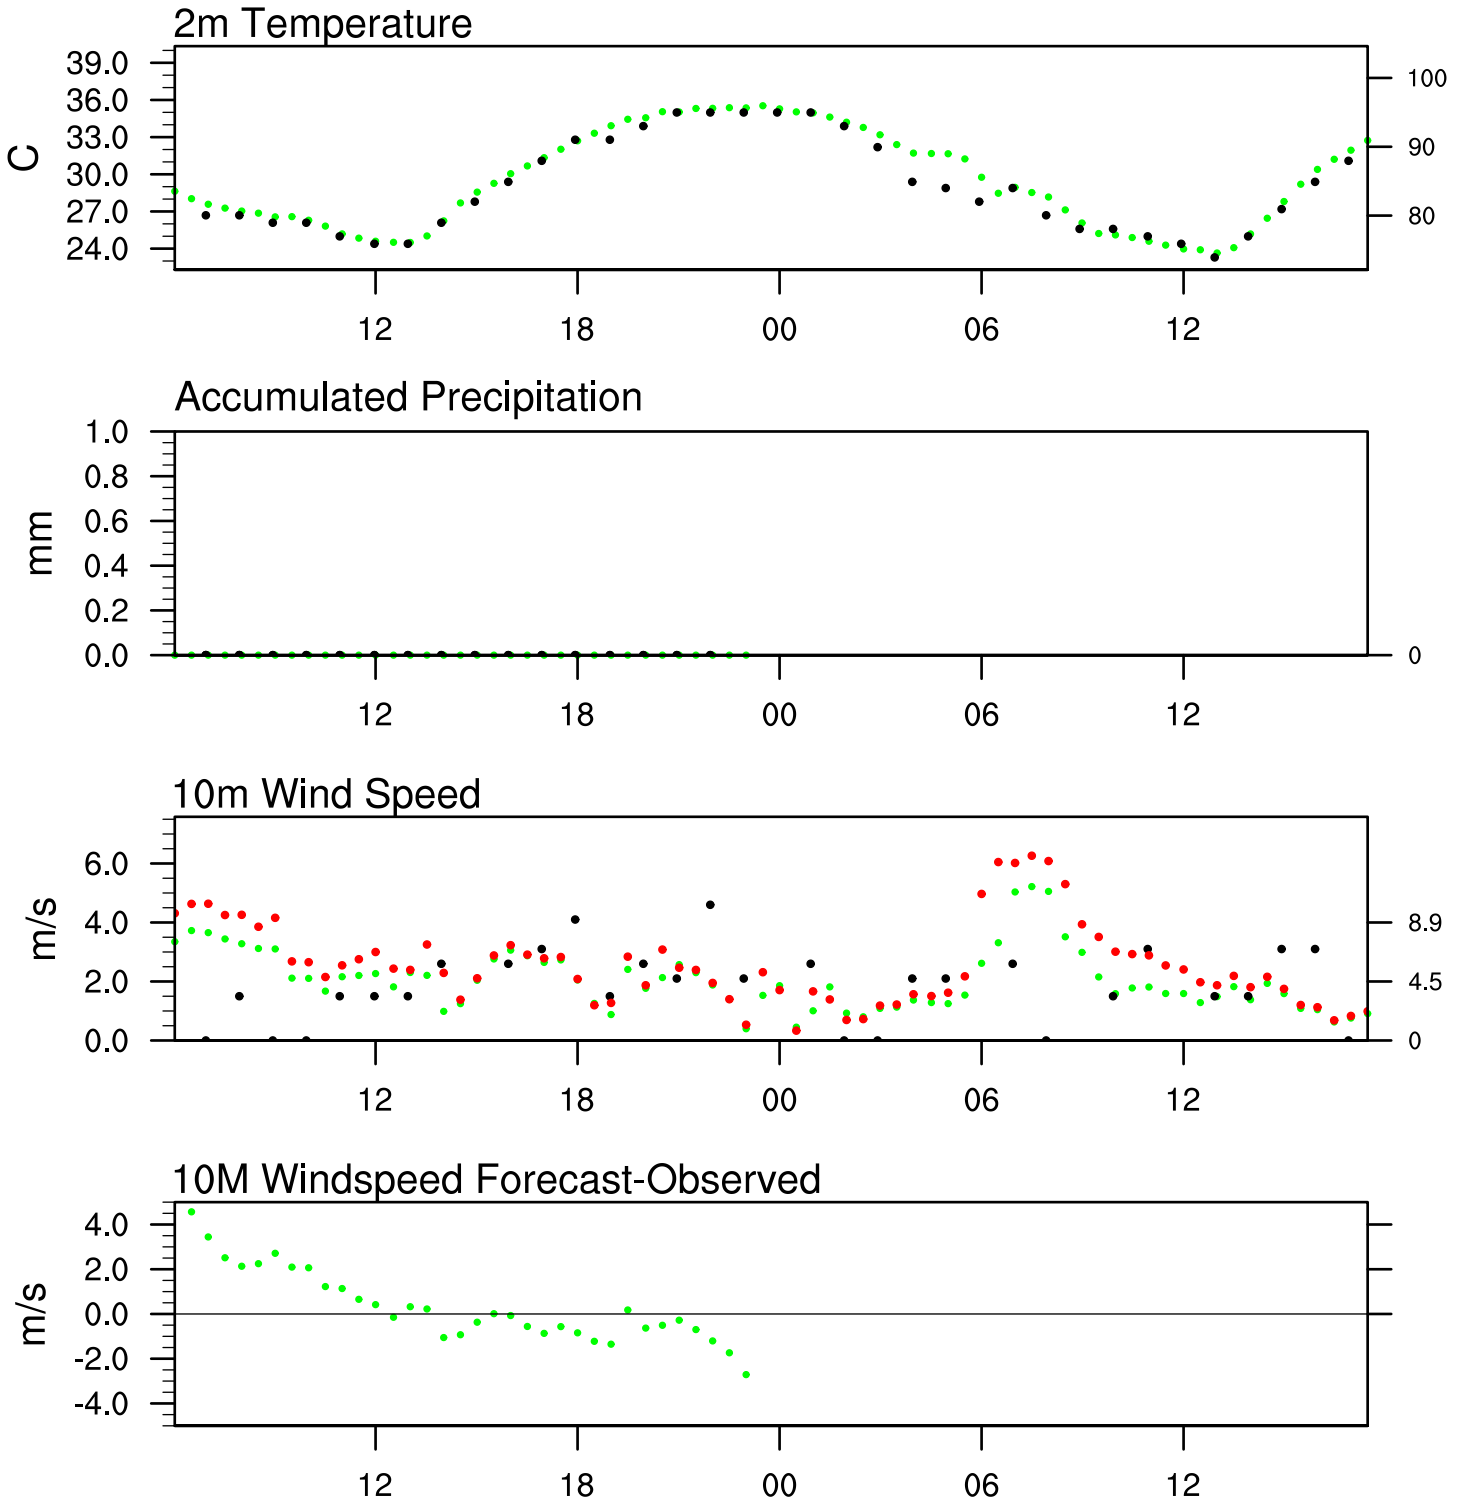 2m Temperature
39.0
36.0
33.0
30.0
27.0
24.0
C
100
90
80
12 18 00 06 12
Accumulated Precipitation
1.0
0.8
0.6
0.4
0.2
0.0
mm
0
12 18 00 06 12
10m Wind Speed
6.0
4.0
2.0
0.0
m/s
8.9
4.5
0
12 18 00 06 12
10M Windspeed Forecast-Observed
4.0
2.0
0.0
-2.0
-4.0
m/s
12 18 00 06 12